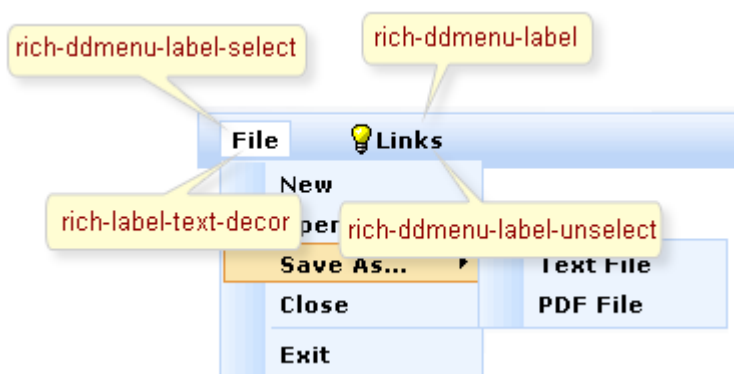 rich-ddmenu-label-select
rich-ddmenu-label
File
Links
New
rich-label-text-decor
rich-ddmenu-label-unselect
Save As...
Text File
Close
PDF File
Exit